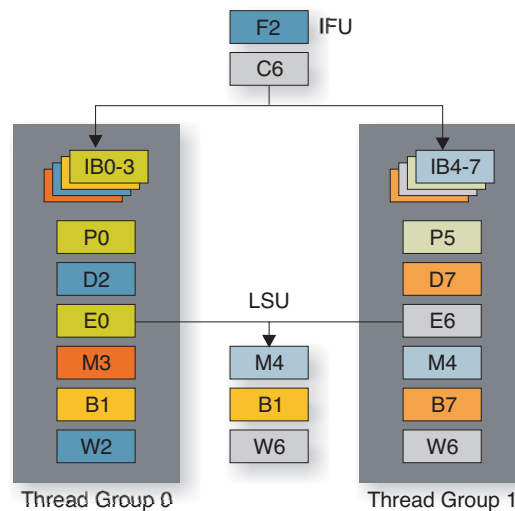 F2 IFU
C6
IB0-3
IB4-7
P0
P5
D2
D7
LSU
E0
E6
M3
M4
M4
B1
B1
B7
W2
W6
W6
Thread Group 0
Thread Group 1